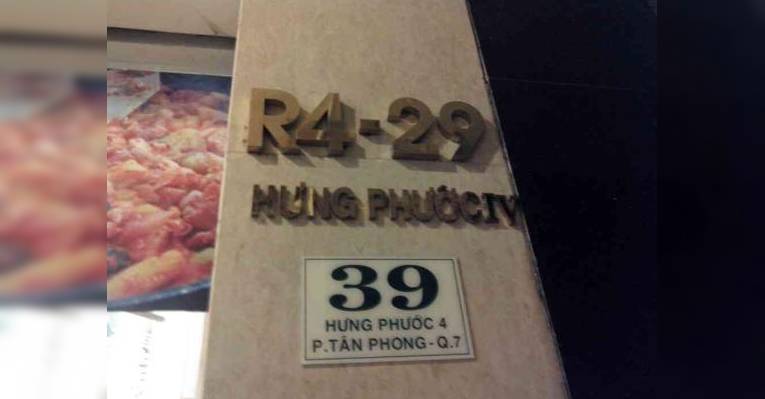 R4-29
HƯNG PHƯỚC IV
39
HƯNG PHƯỚC 4
P.TÂN PHONG - Q.7